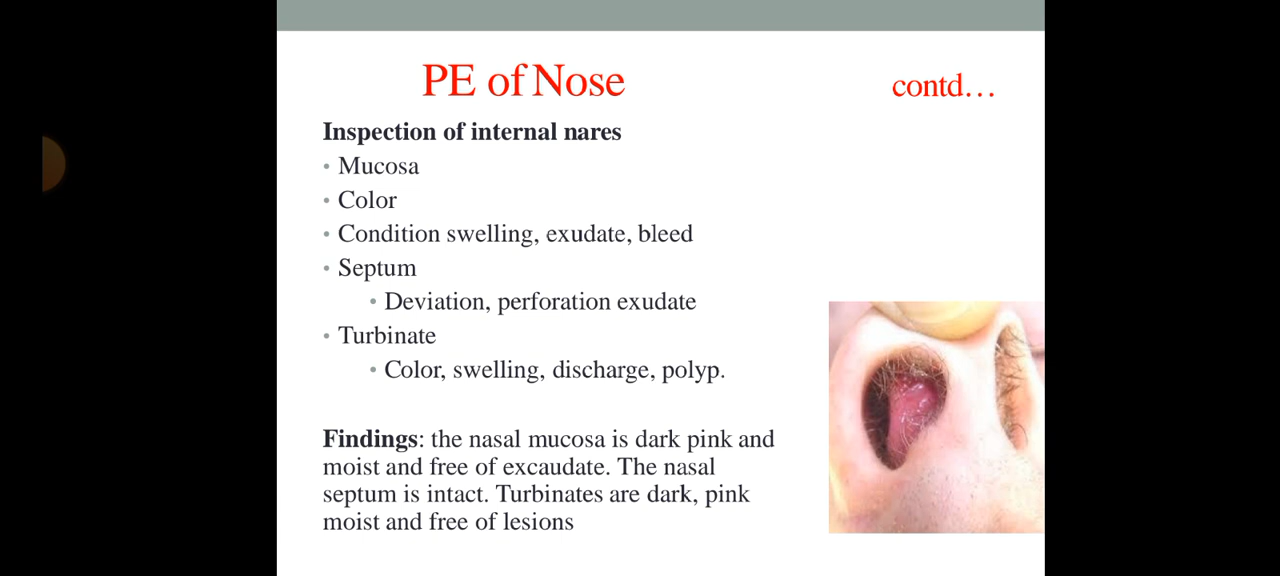 PE of Nose contd…
Inspection of internal nares
• Mucosa
• Color
• Condition swelling, exudate, bleed
• Septum
• Deviation, perforation exudate
• Turbinate
• Color, swelling, discharge, polyp.
Findings: the nasal mucosa is dark pink and
moist and free of excaudate. The nasal
septum is intact. Turbinates are dark, pink
moist and free of lesions